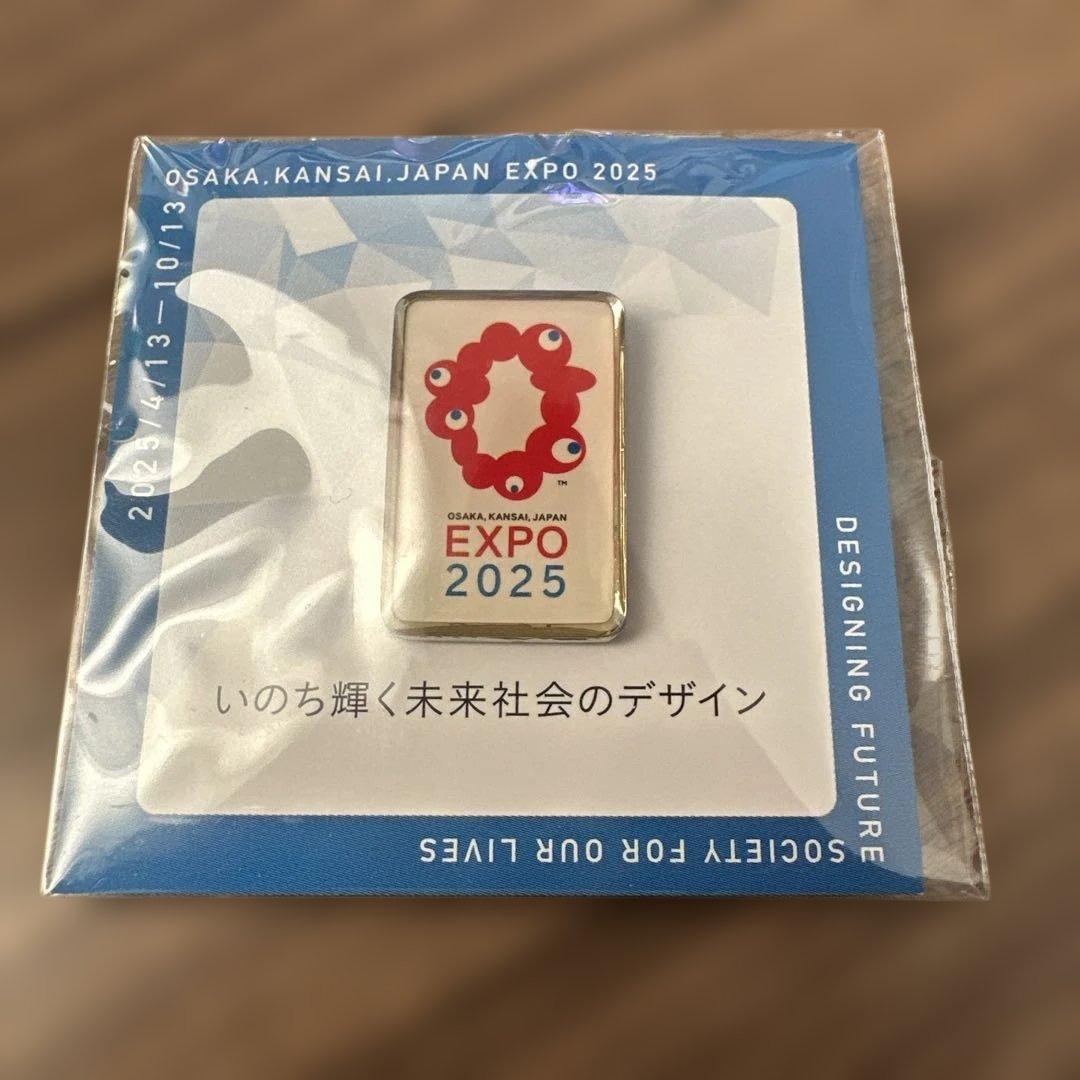 OSAKA,KANSAI,JAPAN EXPO 2025
2025/4/13－10/13
OSAKA, KANSAI, JAPAN
EXPO
2025
TM
いのち輝く未来社会のデザイン
DESIGNING FUTURE
SOCIETY FOR OUR LIVES